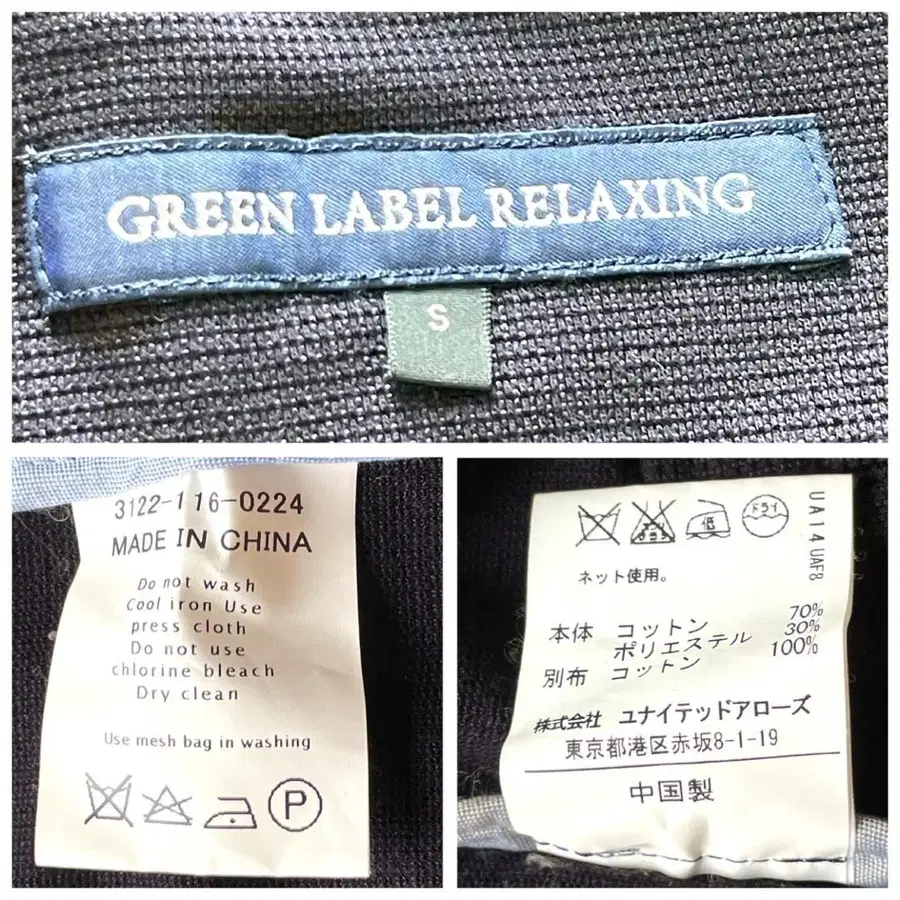 GREEN LABEL RELAXING
S
3122-116-0224
MADE IN CHINA
Do not wash
Cool iron Use
press cloth
Do not use
chlorine bleach
Dry clean
Use mesh bag in washing
P
低
ドライ
UA14 UAF8
ネット使用。
本体 コットン 70%
ポリエステル 30%
別布 コットン 100%
株式会社 ユナイテッドアローズ
東京都港区赤坂8-1-19
中国製